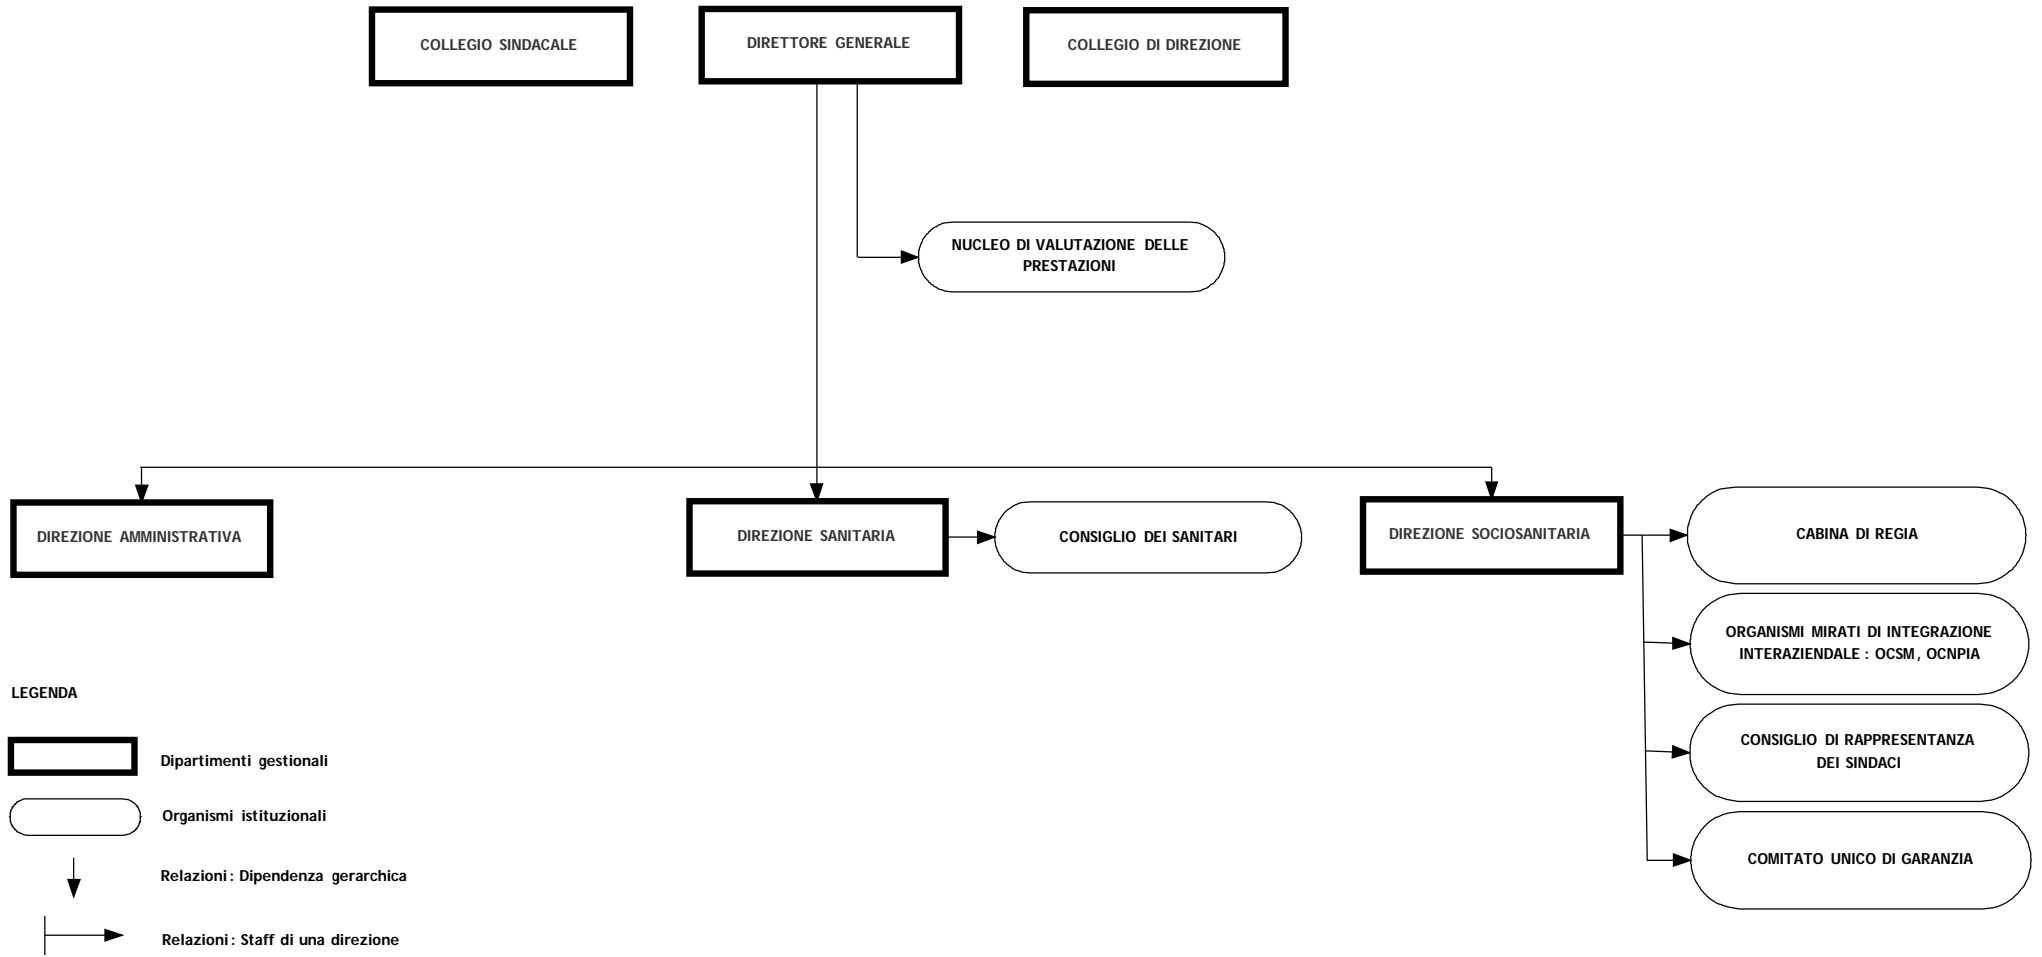 COLLEGIO SINDACALE
DIRETTORE GENERALE
COLLEGIO DI DIREZIONE
NUCLEO DI VALUTAZIONE DELLE
PRESTAZIONI
DIREZIONE AMMINISTRATIVA
DIREZIONE SANITARIA
CONSIGLIO DEI SANITARI
DIREZIONE SOCIOSANITARIA
CABINA DI REGIA
ORGANISMI MIRATI DI INTEGRAZIONE
INTERAZIENDALE : OCSM, OCNPIA
CONSIGLIO DI RAPPRESENTANZA
DEI SINDACI
COMITATO UNICO DI GARANZIA
LEGENDA
Dipartimenti gestionali
Organismi istituzionali
Relazioni: Dipendenza gerarchica
Relazioni: Staff di una direzione